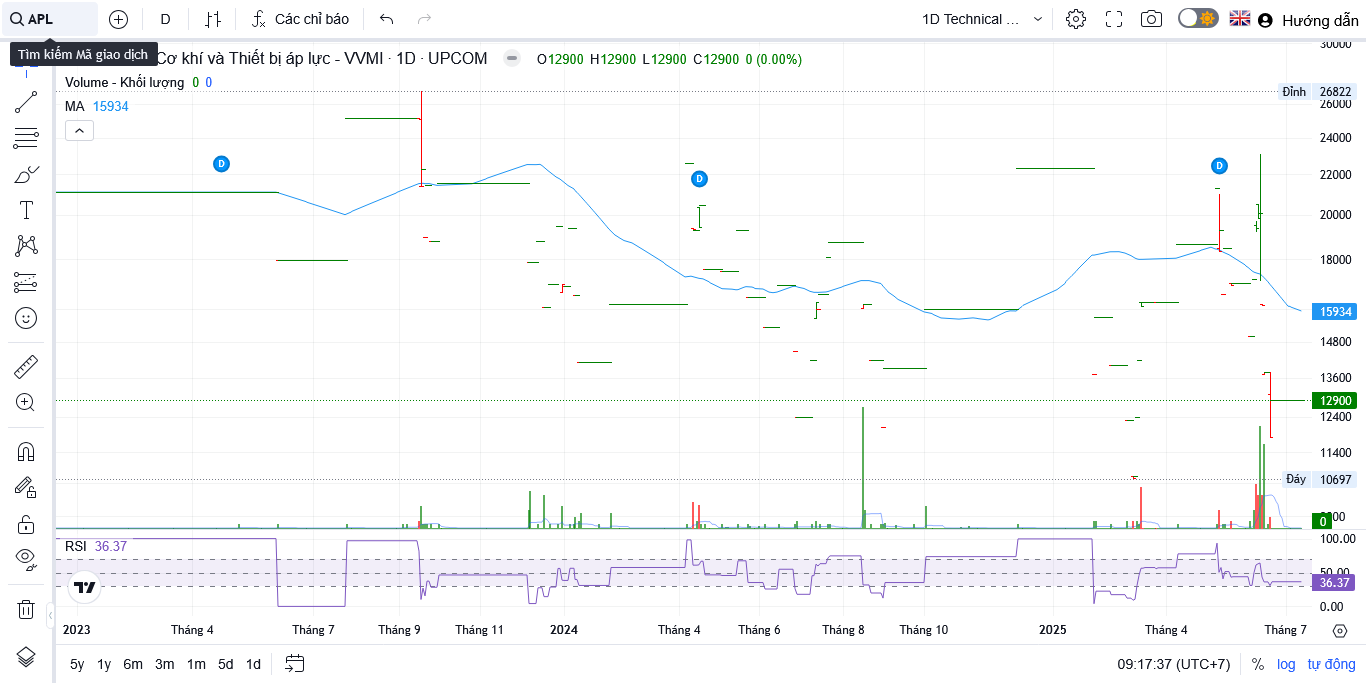 APL D Các chỉ báo 1D Technical ... Hướng dẫn
Tìm kiếm Mã giao dịch
Cơ khí và Thiết bị áp lực - VVMI · 1D · UPCOM O12900 H12900 L12900 C12900 0 (0.00%)
Volume - Khối lượng 0 0
MA 15934
D
D
D
30000
Đỉnh 26822
26000
24000
22000
20000
18000
15934
14800
13600
12900
12400
11400
Đáy 10697
0
RSI 36.37
100.00
50.00
36.37
0.00
2023 Tháng 4 Tháng 7 Tháng 9 Tháng 11 2024 Tháng 4 Tháng 6 Tháng 8 Tháng 10 2025 Tháng 4 Tháng 7
5y 1y 6m 3m 1m 5d 1d 09:17:37 (UTC+7) % log tự động